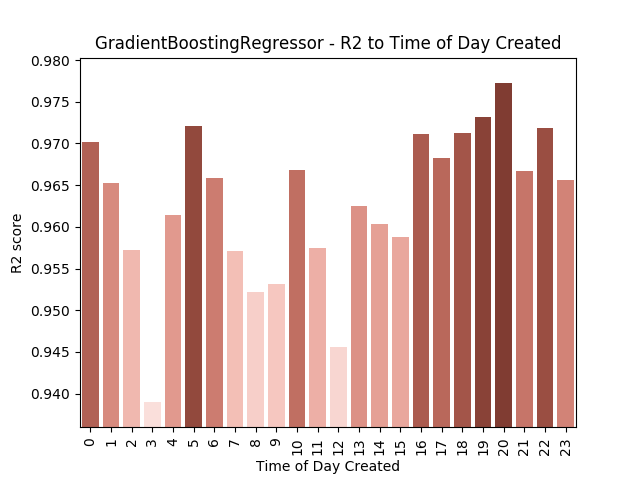 GradientBoostingRegressor - R2 to Time of Day Created
0.980
0.975
0.970
0.965
0.960
0.955
0.950
0.945
0.940
R2 score
0 1 2 3 4 5 6 7 8 9 10 11 12 13 14 15 16 17 18 19 20 21 22 23
Time of Day Created